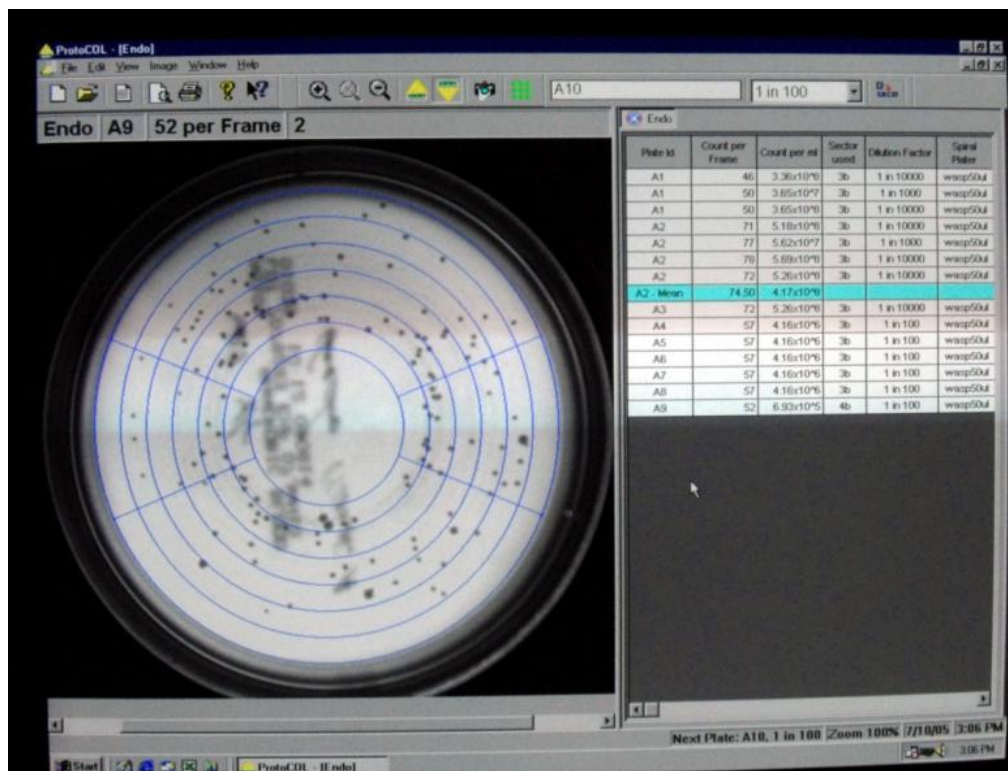 ProtoCOL - [Endo]
File Edit View Image Window Help
A10 1 in 100
Endo A9 52 per Frame 2
Endo
Plate Id Count per Frame Count per ml Sector used Dilution Factor Spiral Plater
A1 46 3.36x10^8 3b 1 in 10000 wasp50ul
A1 50 3.65x10^7 3b 1 in 1000 wasp50ul
A1 50 3.65x10^8 3b 1 in 10000 wasp50ul
A2 71 5.18x10^8 3b 1 in 10000 wasp50ul
A2 77 5.62x10^7 3b 1 in 1000 wasp50ul
A2 78 5.69x10^8 3b 1 in 10000 wasp50ul
A2 72 5.26x10^8 3b 1 in 10000 wasp50ul
A2 - Mean 74.50 4.17x10^8
A3 72 5.26x10^8 3b 1 in 10000 wasp50ul
A4 57 4.16x10^6 3b 1 in 100 wasp50ul
A5 57 4.16x10^6 3b 1 in 100 wasp50ul
A6 57 4.16x10^6 3b 1 in 100 wasp50ul
A7 57 4.16x10^6 3b 1 in 100 wasp50ul
A8 57 4.16x10^6 3b 1 in 100 wasp50ul
A9 52 6.93x10^5 4b 1 in 100 wasp50ul
Next Plate: A10, 1 in 100 Zoom 100% 7/10/05 3:06 PM
Start ProtoCOL - [Endo] 3:06 PM